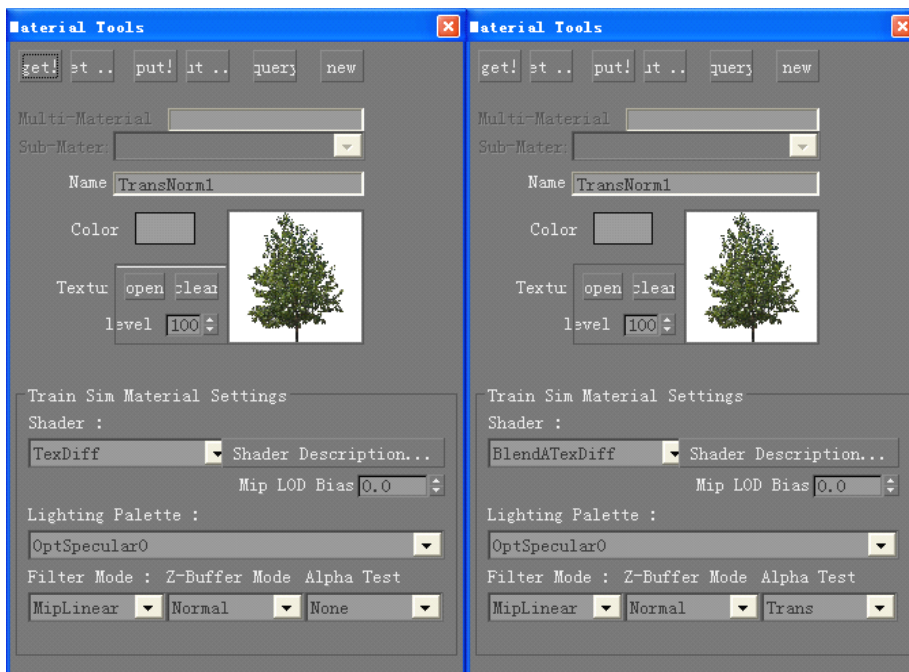 Material Tools
get! et .. put! ut .. query new
Multi-Material
Sub-Mater:
Name TransNorm1
Color
Textur open clear
level 100
Train Sim Material Settings
Shader :
TexDiff Shader Description...
Mip LOD Bias 0.0
Lighting Palette :
OptSpecular0
Filter Mode : Z-Buffer Mode Alpha Test
MipLinear Normal None
Material Tools
get! et .. put! ut .. query new
Multi-Material
Sub-Mater:
Name TransNorm1
Color
Textur open clear
level 100
Train Sim Material Settings
Shader :
BlendATexDiff Shader Description...
Mip LOD Bias 0.0
Lighting Palette :
OptSpecular0
Filter Mode : Z-Buffer Mode Alpha Test
MipLinear Normal Trans